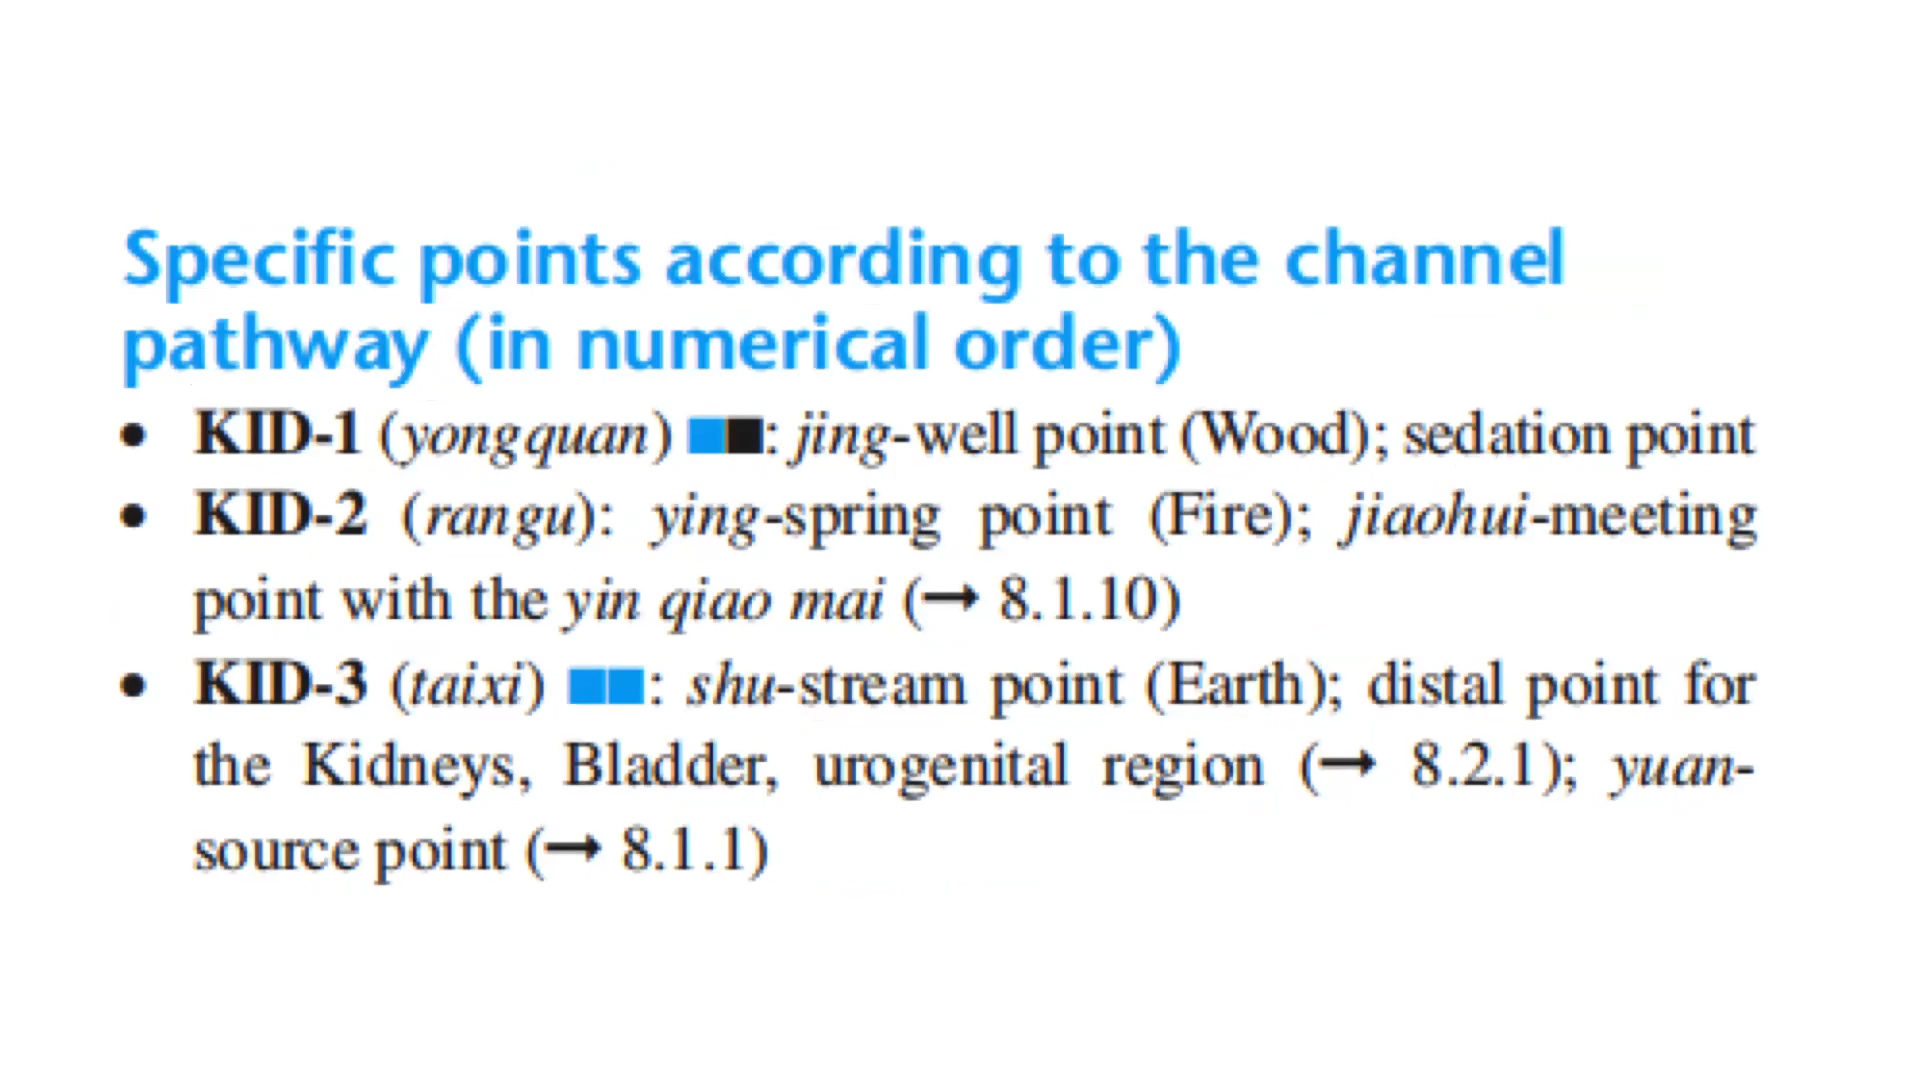 Specific points according to the channel
pathway (in numerical order)
• KID-1 (yongquan) ■■: jing-well point (Wood); sedation point
• KID-2 (rangu): ying-spring point (Fire); jiaohui-meeting
point with the yin qiao mai (→ 8.1.10)
• KID-3 (taixi) ■■: shu-stream point (Earth); distal point for
the Kidneys, Bladder, urogenital region (→ 8.2.1); yuan-
source point (→ 8.1.1)